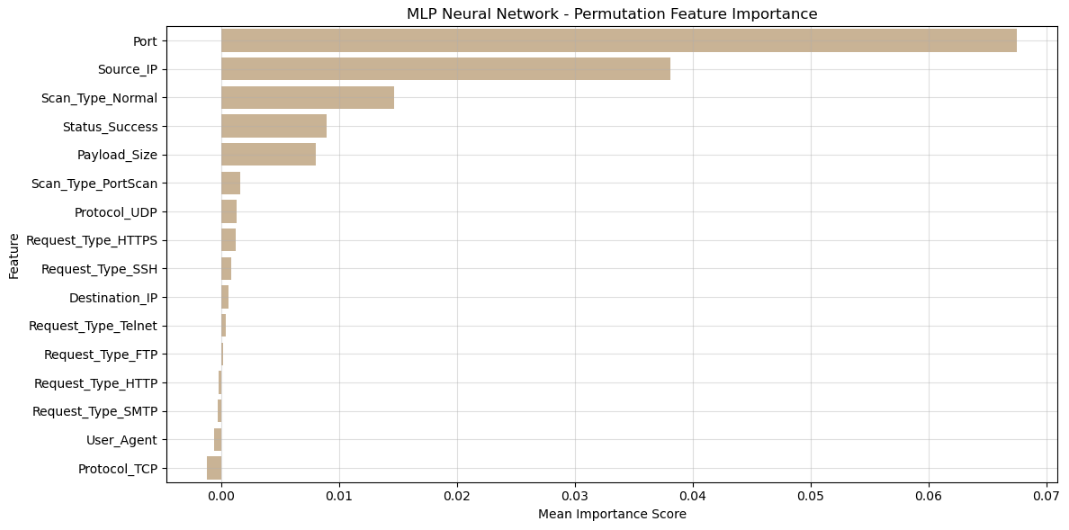 MLP Neural Network - Permutation Feature Importance
Port
Source_IP
Scan_Type_Normal
Status_Success
Payload_Size
Scan_Type_PortScan
Protocol_UDP
Request_Type_HTTPS
Request_Type_SSH
Destination_IP
Request_Type_Telnet
Request_Type_FTP
Request_Type_HTTP
Request_Type_SMTP
User_Agent
Protocol_TCP
Feature
0.00 0.01 0.02 0.03 0.04 0.05 0.06 0.07
Mean Importance Score